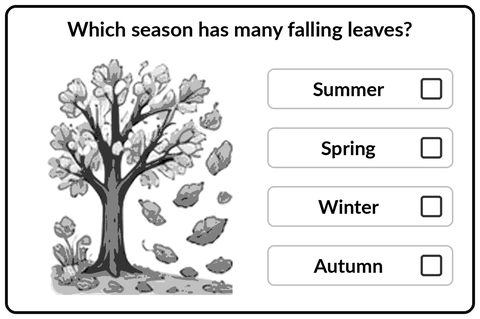 Which season has many falling leaves?
Summer
Spring
Winter
Autumn